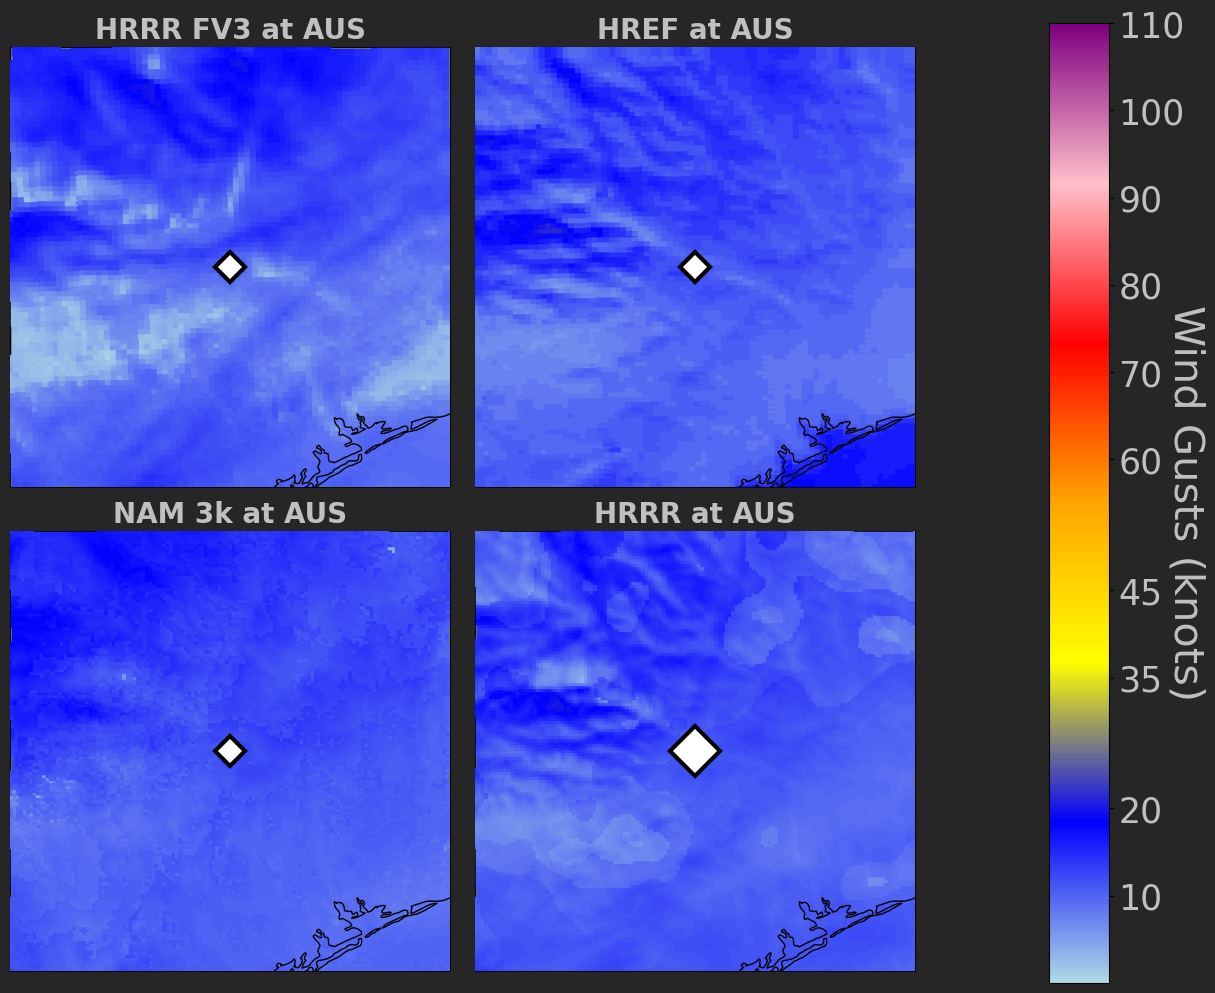 HRRR FV3 at AUS
HREF at AUS
NAM 3k at AUS
HRRR at AUS
110
100
90
80
70
60
45
35
20
10
Wind Gusts (knots)